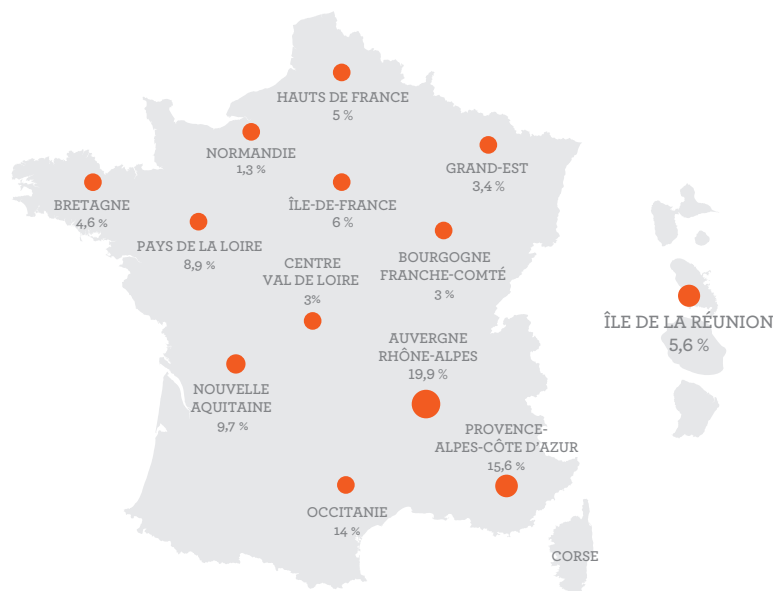 HAUTS DE FRANCE
5 %
NORMANDIE
1,3 %
GRAND-EST
3,4 %
BRETAGNE
4,6 %
ÎLE-DE-FRANCE
6 %
PAYS DE LA LOIRE
8,9 %
CENTRE
VAL DE LOIRE
3%
BOURGOGNE
FRANCHE-COMTÉ
3 %
ÎLE DE LA RÉUNION
5,6 %
AUVERGNE
RHÔNE-ALPES
19,9 %
NOUVELLE
AQUITAINE
9,7 %
PROVENCE-
ALPES-CÔTE D'AZUR
15,6 %
OCCITANIE
14 %
CORSE